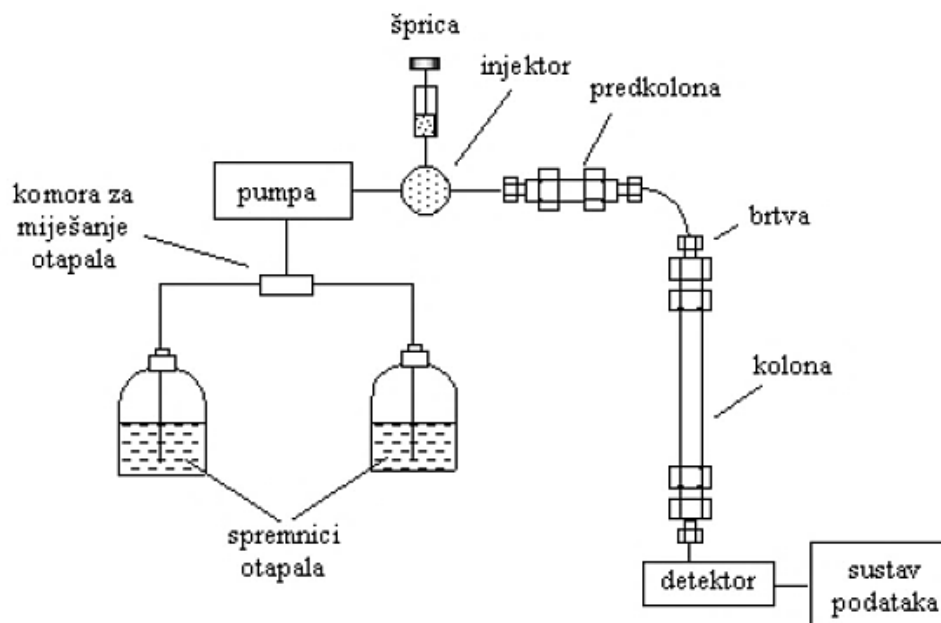 šprica
injektor
predkolona
pumpa
komora za
miješanje
otapala
brtva
kolona
spremnici
otapala
detektor
sustav
podataka